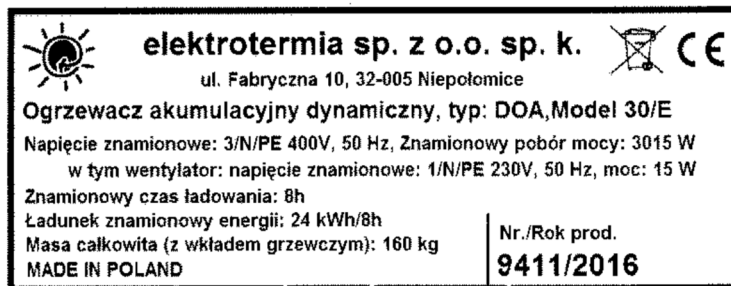 elektrotermia sp. z o.o. sp. k.
ul. Fabryczna 10, 32-005 Niepołomice
Ogrzewacz akumulacyjny dynamiczny, typ: DOA,Model 30/E
Napięcie znamionowe: 3/N/PE 400V, 50 Hz, Znamionowy pobór mocy: 3015 W
w tym wentylator: napięcie znamionowe: 1/N/PE 230V, 50 Hz, moc: 15 W
Znamionowy czas ładowania: 8h
Ładunek znamionowy energii: 24 kWh/8h
Masa całkowita (z wkładem grzewczym): 160 kg
MADE IN POLAND
Nr./Rok prod.
9411/2016
CE